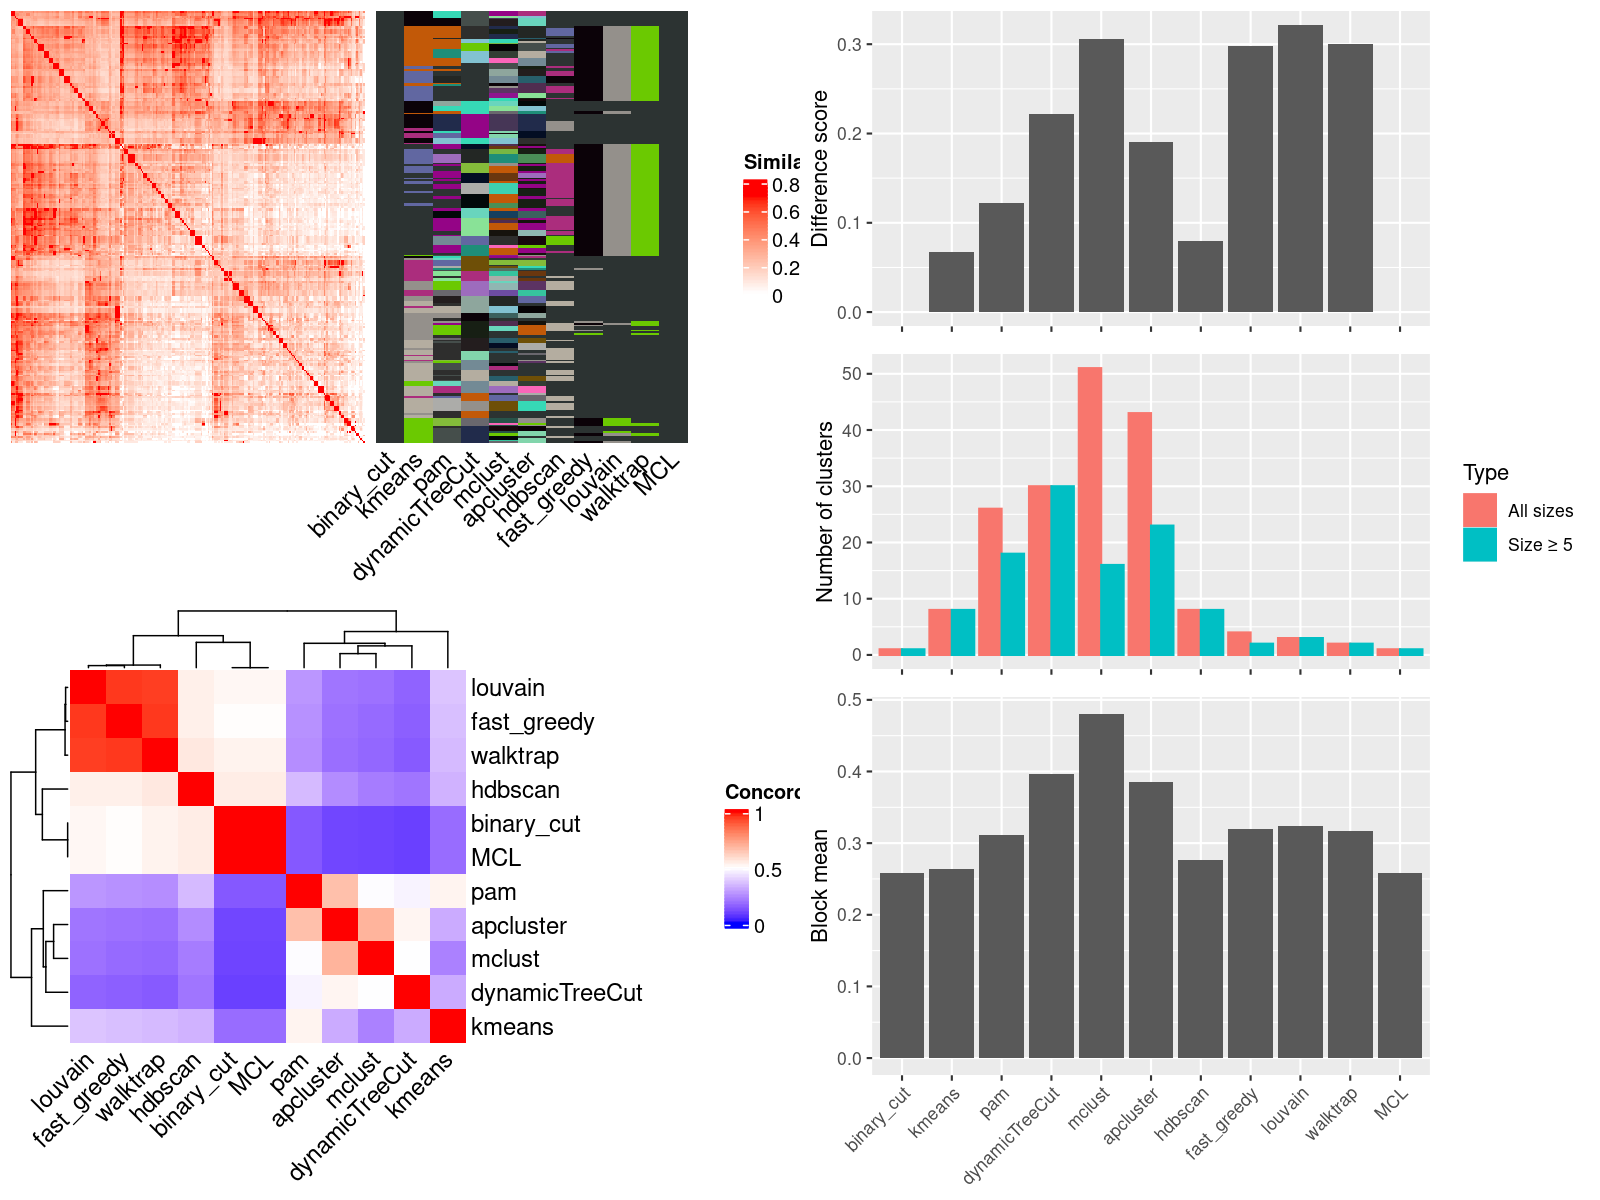 Simila
0.8
0.6
0.4
0.2
0
binary_cut
kmeans
pam
dynamicTreeCut
mclust
apcluster
hdbscan
fast_greedy
louvain
walktrap
MCL
louvain
fast_greedy
walktrap
hdbscan
binary_cut
MCL
pam
apcluster
mclust
dynamicTreeCut
kmeans
louvain
fast_greedy
walktrap
hdbscan
binary_cut
MCL
pam
apcluster
mclust
dynamicTreeCut
kmeans
Concord
1
0.5
0
Difference score
0.3
0.2
0.1
0.0
Number of clusters
50
40
30
20
10
0
Type
All sizes
Size ≥ 5
Block mean
0.5
0.4
0.3
0.2
0.1
0.0
binary_cut
kmeans
pam
dynamicTreeCut
mclust
apcluster
hdbscan
fast_greedy
louvain
walktrap
MCL